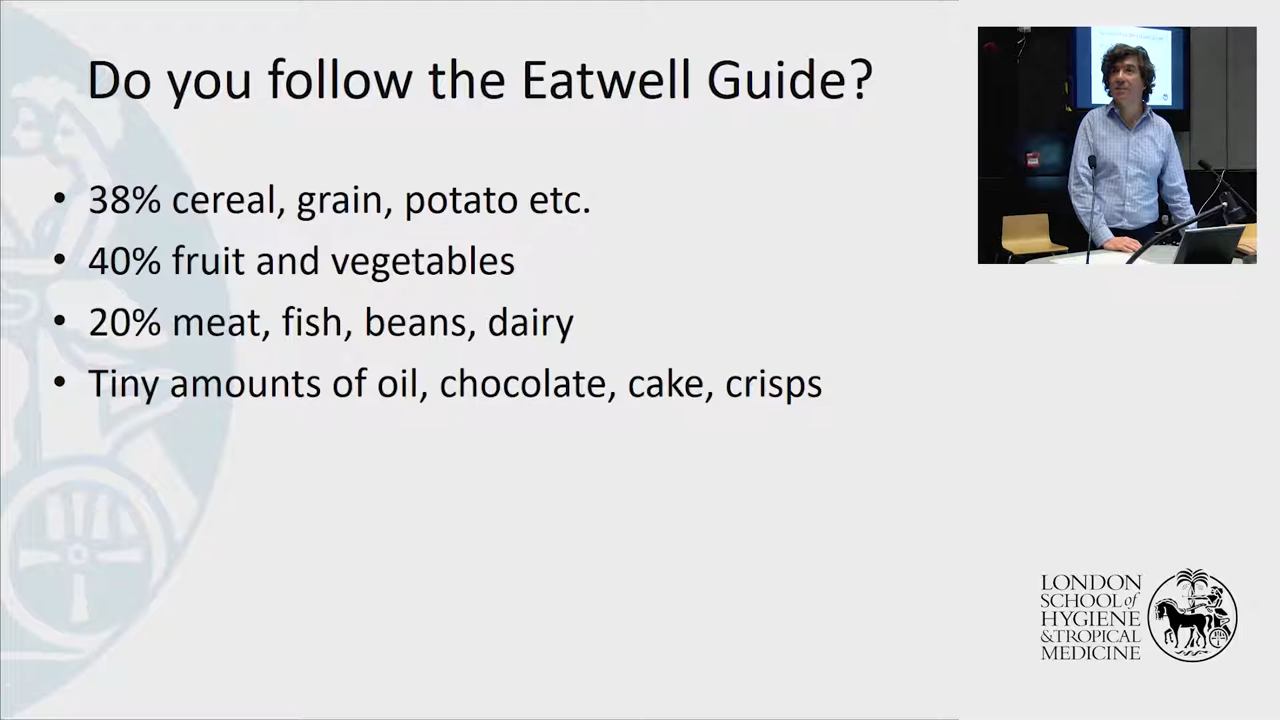 Do you follow the Eatwell Guide?
• 38% cereal, grain, potato etc.
• 40% fruit and vegetables
• 20% meat, fish, beans, dairy
• Tiny amounts of oil, chocolate, cake, crisps
LONDON
SCHOOL of
HYGIENE
& TROPICAL
MEDICINE